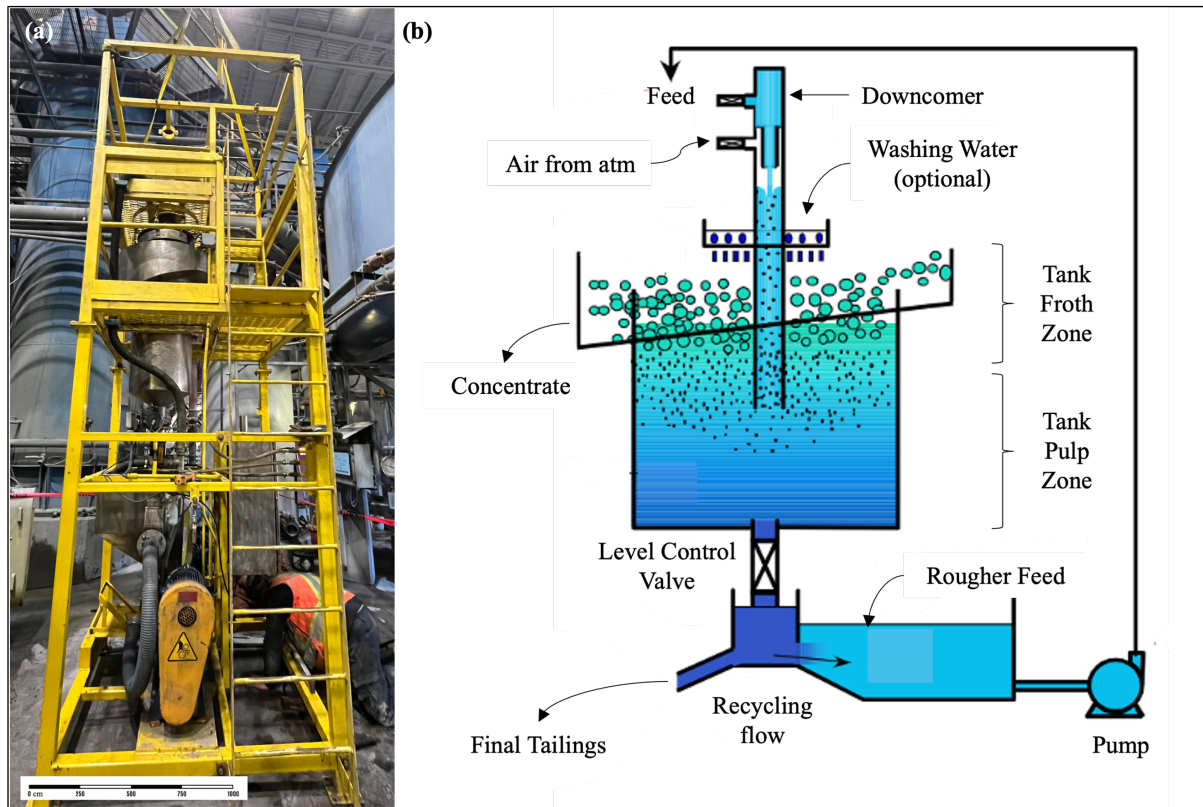 (a)
0 cm 250 500 750 1000
(b)
Feed
Downcomer
Air from atm
Washing Water
(optional)
Tank
Froth
Zone
Concentrate
Tank
Pulp
Zone
Level Control
Valve
Rougher Feed
Recycling
flow
Final Tailings
Pump